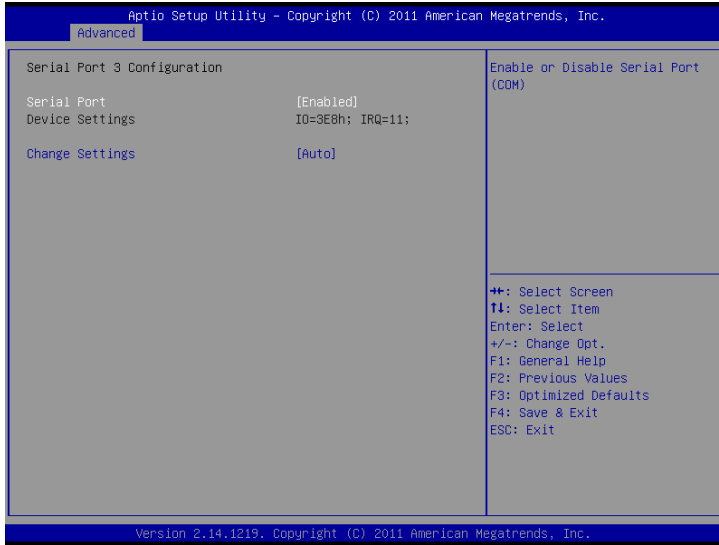 Aptio Setup Utility – Copyright (C) 2011 American Megatrends, Inc.
Advanced
Serial Port 3 Configuration
Serial Port [Enabled]
Device Settings IO=3E8h; IRQ=11;
Change Settings [Auto]
Enable or Disable Serial Port
(COM)
→←: Select Screen
↑↓: Select Item
Enter: Select
+/-: Change Opt.
F1: General Help
F2: Previous Values
F3: Optimized Defaults
F4: Save & Exit
ESC: Exit
Version 2.14.1219. Copyright (C) 2011 American Megatrends, Inc.